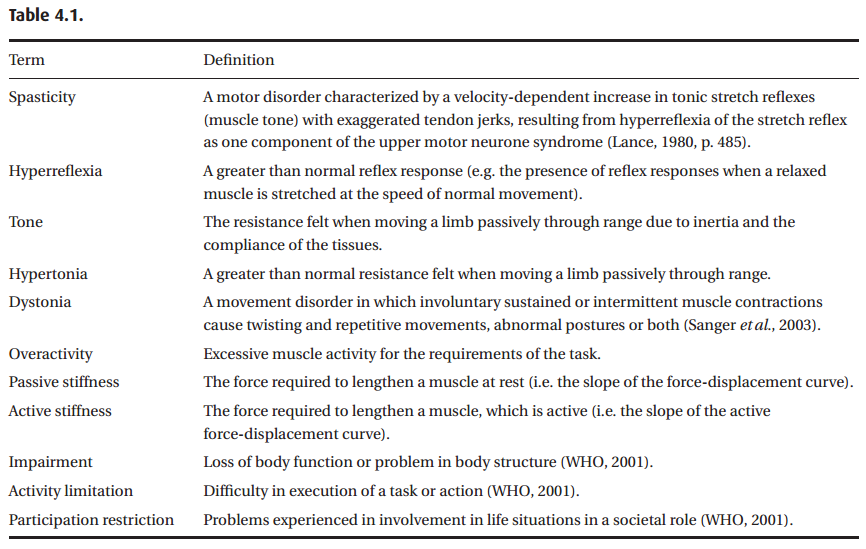 Table 4.1.
Term Definition
Spasticity A motor disorder characterized by a velocity-dependent increase in tonic stretch reflexes
(muscle tone) with exaggerated tendon jerks, resulting from hyperreflexia of the stretch reflex
as one component of the upper motor neurone syndrome (Lance, 1980, p. 485).
Hyperreflexia A greater than normal reflex response (e.g. the presence of reflex responses when a relaxed
muscle is stretched at the speed of normal movement).
Tone The resistance felt when moving a limb passively through range due to inertia and the
compliance of the tissues.
Hypertonia A greater than normal resistance felt when moving a limb passively through range.
Dystonia A movement disorder in which involuntary sustained or intermittent muscle contractions
cause twisting and repetitive movements, abnormal postures or both (Sanger et al., 2003).
Overactivity Excessive muscle activity for the requirements of the task.
Passive stiffness The force required to lengthen a muscle at rest (i.e. the slope of the force-displacement curve).
Active stiffness The force required to lengthen a muscle, which is active (i.e. the slope of the active
force-displacement curve).
Impairment Loss of body function or problem in body structure (WHO, 2001).
Activity limitation Difficulty in execution of a task or action (WHO, 2001).
Participation restriction Problems experienced in involvement in life situations in a societal role (WHO, 2001).